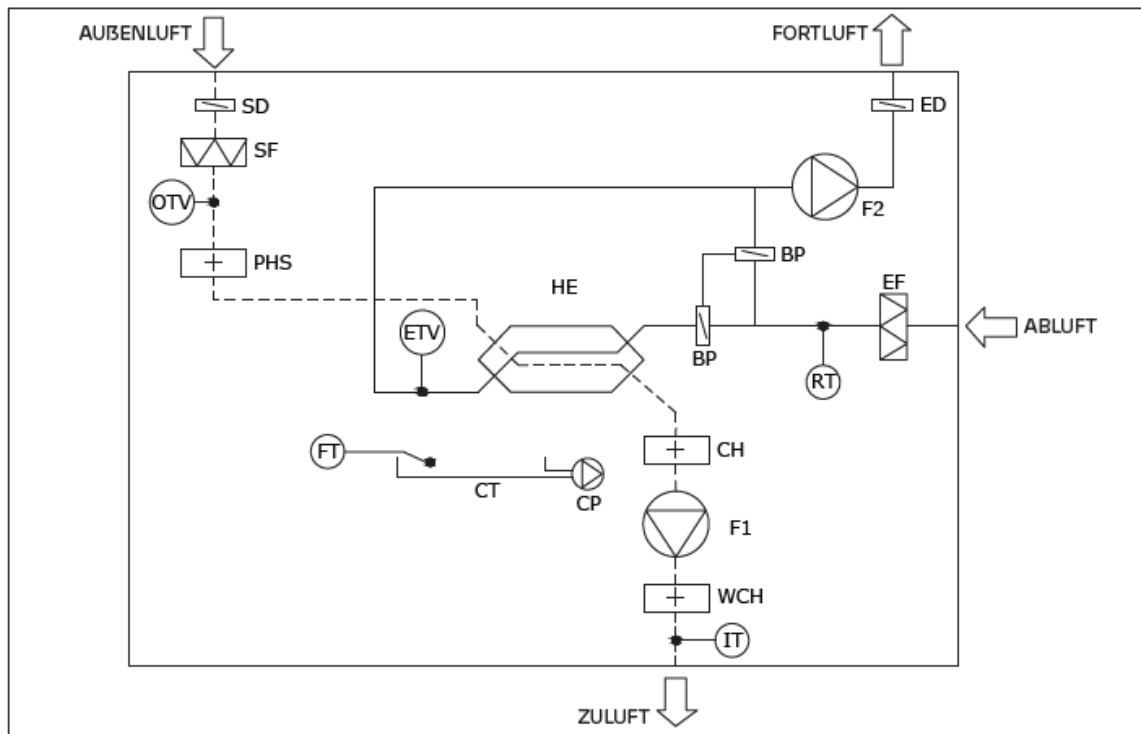 AUßENLUFT
FORTLUFT
SD
ED
SF
OTV
F2
PHS
BP
HE
EF
ETV
ABLUFT
BP
RT
FT
CH
CT
CP
F1
WCH
IT
ZULUFT